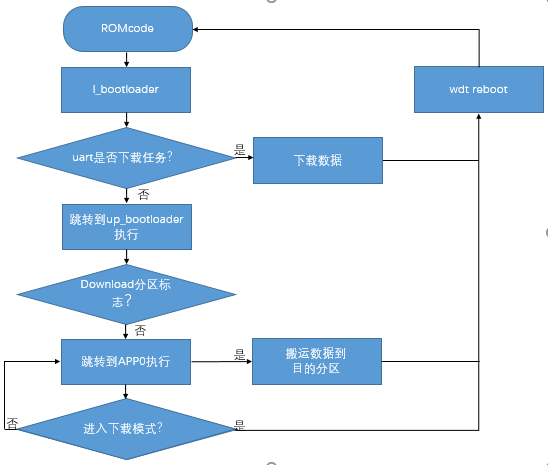 ROMcode
l_bootloader
wdt reboot
uart是否下载任务?
是
下载数据
否
跳转到up_bootloader
执行
Download分区标
志?
否
跳转到APP0执行
是
搬运数据到
目的分区
否
进入下载模式?
是